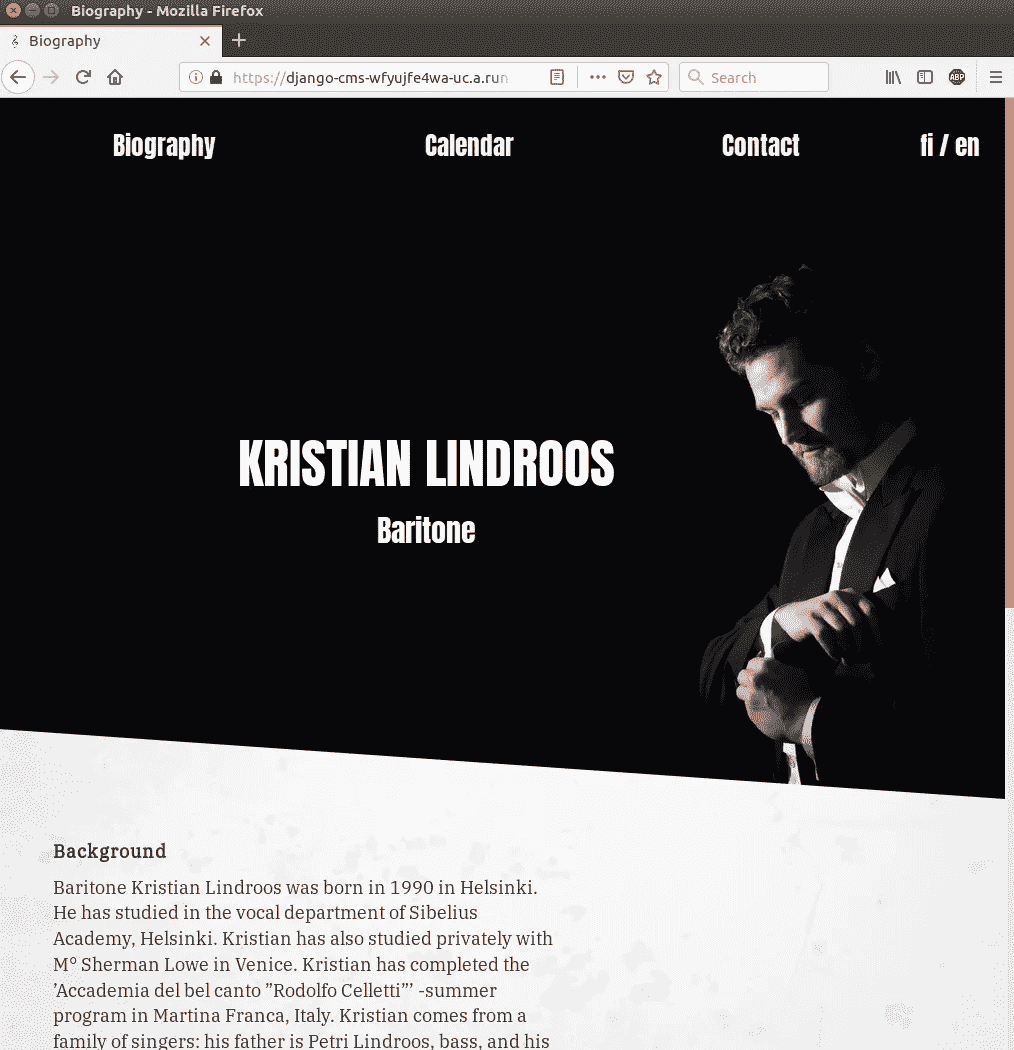 Biography - Mozilla Firefox
Biography
https://django-cms-wfyujfe4wa-uc.a.run
Search
ABP
Biography
Calendar
Contact
fi / en
KRISTIAN LINDROOS
Baritone
Background
Baritone Kristian Lindroos was born in 1990 in Helsinki.
He has studied in the vocal department of Sibelius
Academy, Helsinki. Kristian has also studied privately with
M° Sherman Lowe in Venice. Kristian has completed the
’Accademia del bel canto ”Rodolfo Celletti”’ -summer
program in Martina Franca, Italy. Kristian comes from a
family of singers: his father is Petri Lindroos, bass, and his